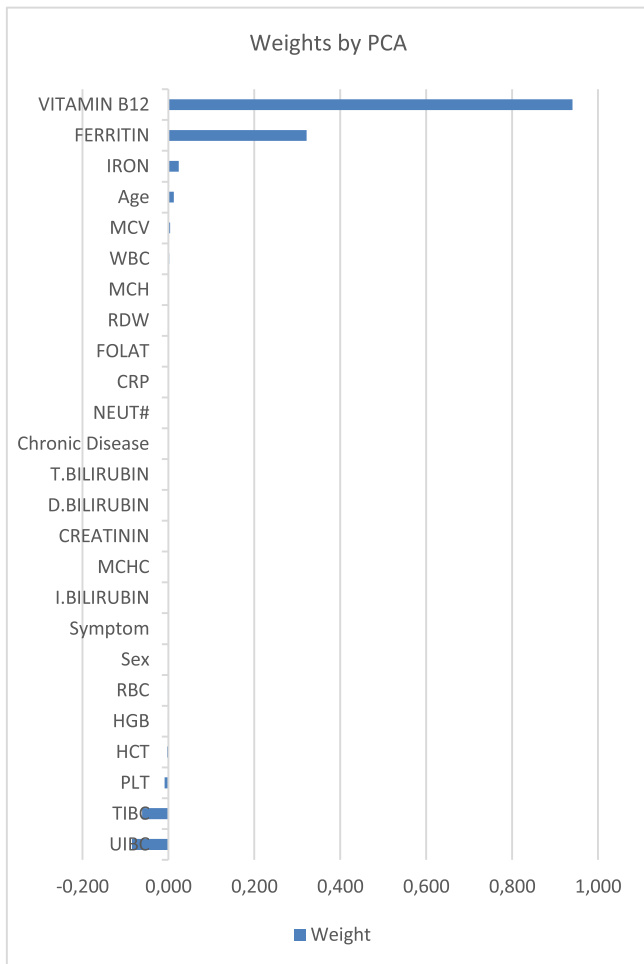 Weights by PCA
VITAMIN B12
FERRITIN
IRON
Age
MCV
WBC
MCH
RDW
FOLAT
CRP
NEUT#
Chronic Disease
T.BILIRUBIN
D.BILIRUBIN
CREATININ
MCHC
I.BILIRUBIN
Symptom
Sex
RBC
HGB
HCT
PLT
TIBC
UIBC
-0,200 0,000 0,200 0,400 0,600 0,800 1,000
Weight